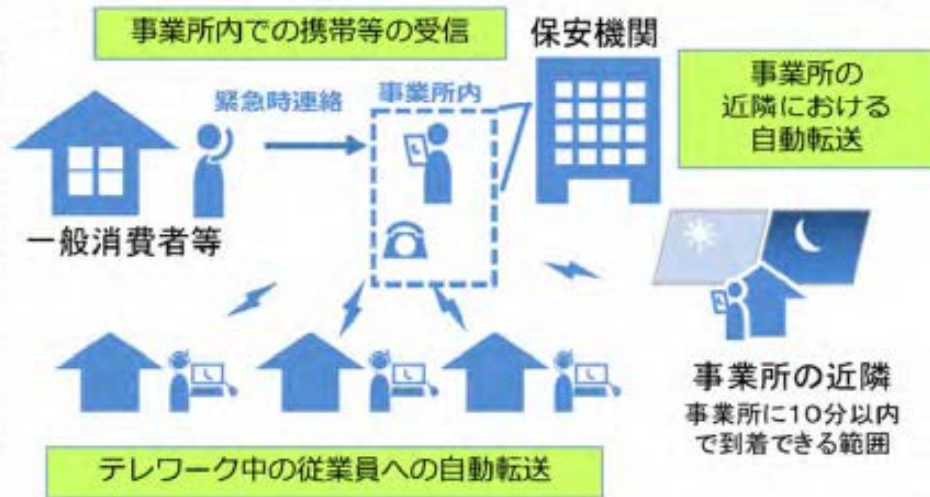 事業所内での携帯等の受信
保安機関
事業所の
近隣における
自動転送
緊急時連絡
事業所内
一般消費者等
事業所の近隣
事業所に10分以内
で到着できる範囲
テレワーク中の従業員への自動転送